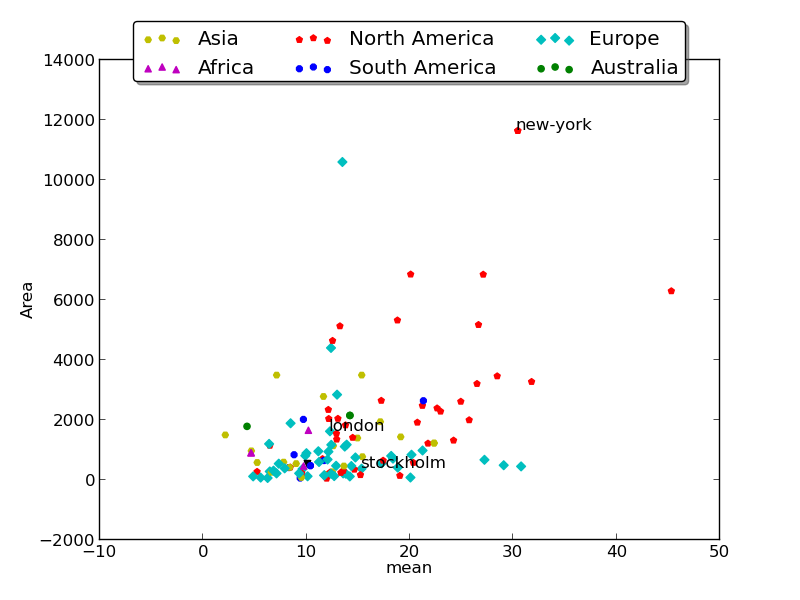 Asia North America Europe
Africa South America Australia
14000
12000
10000
8000
6000
4000
2000
0
−2000
Area
new-york
london
stockholm
−10 0 10 20 30 40 50
mean